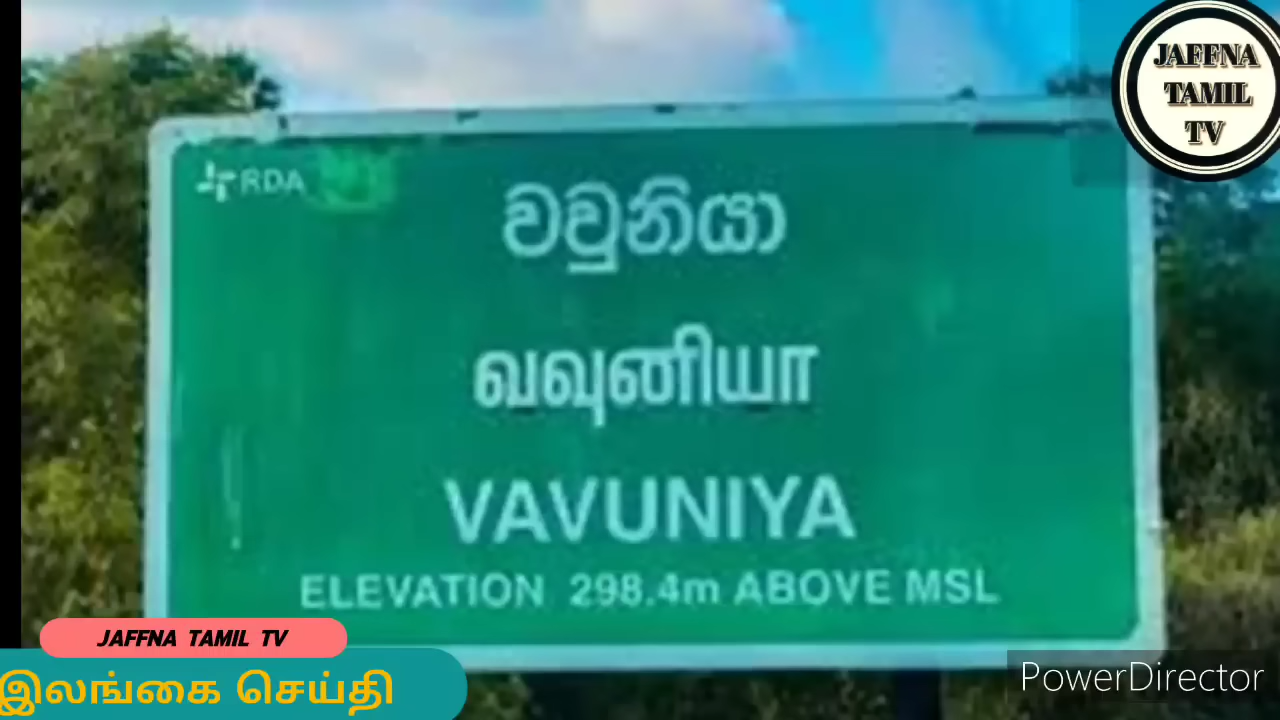 JAFFNA
TAMIL
TV
RDA
වවුනියා
வவுனியா
VAVUNIYA
ELEVATION 298.4m ABOVE MSL
JAFFNA TAMIL TV
இலங்கை செய்தி
PowerDirector